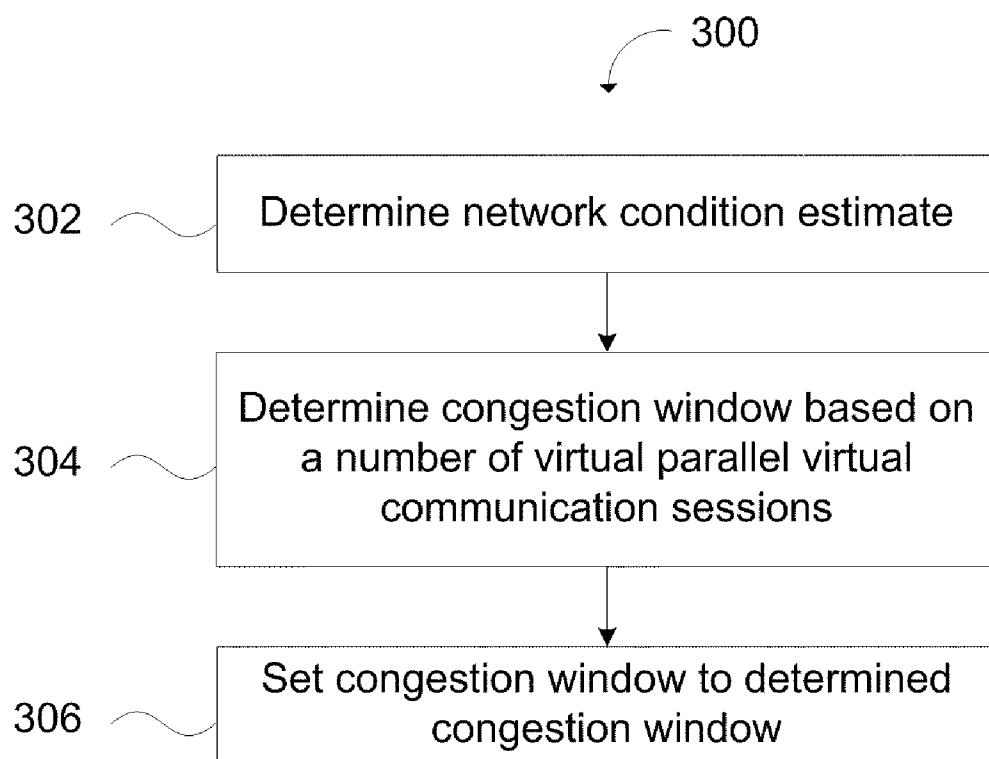 300
302
Determine network condition estimate
304
Determine congestion window based on
a number of virtual parallel virtual
communication sessions
306
Set congestion window to determined
congestion window